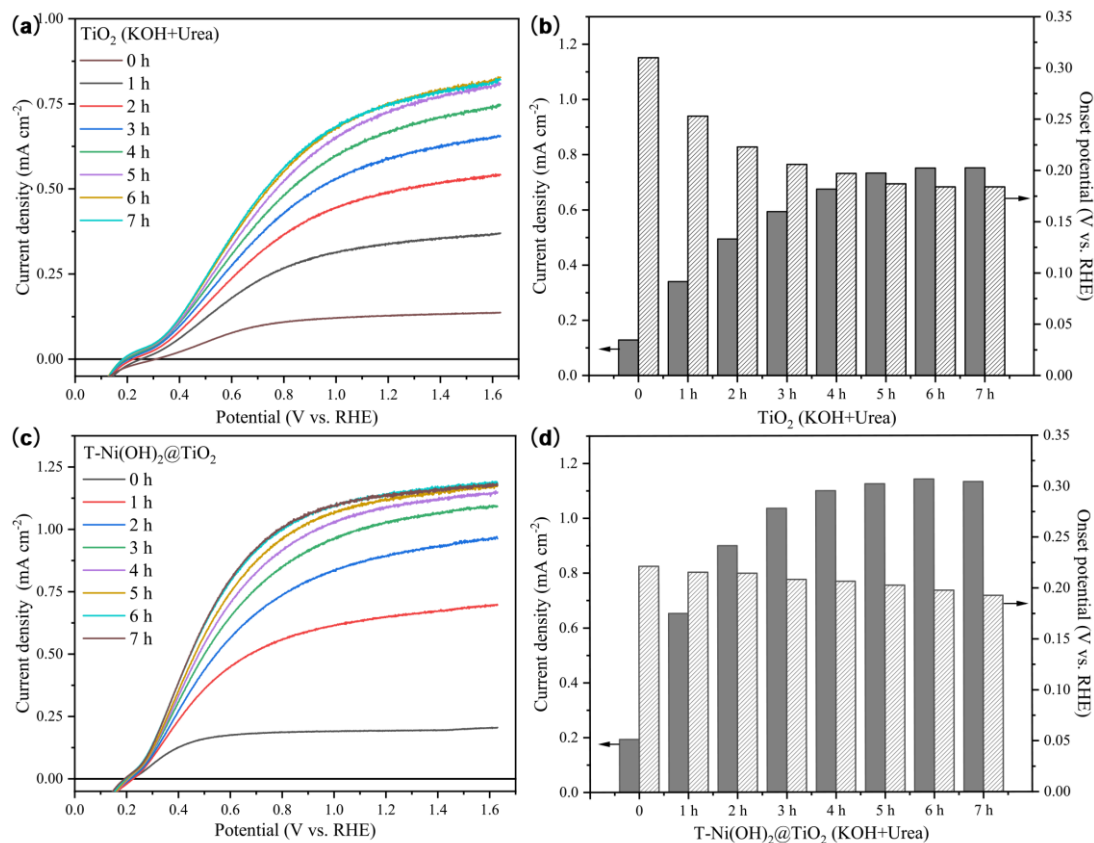 (a)
TiO2 (KOH+Urea)
0 h
1 h
2 h
3 h
4 h
5 h
6 h
7 h
1.00
0.75
0.50
0.25
0.00
Current density (mA cm-2)
0.2 0.4 0.6 0.8 1.0 1.2 1.4 1.6
Potential (V vs. RHE)
(b)
1.2
1.0
0.8
0.6
0.4
0.2
0.0
Current density (mA cm-2)
0.35
0.30
0.25
0.20
0.15
0.10
0.05
0.00
Onset potential (V vs. RHE)
0 1 h 2 h 3 h 4 h 5 h 6 h 7 h
TiO2 (KOH+Urea)
(c)
T-Ni(OH)2@TiO2
0 h
1 h
2 h
3 h
4 h
5 h
6 h
7 h
1.25
1.00
0.75
0.50
0.25
0.00
Current density (mA cm-2)
0.2 0.4 0.6 0.8 1.0 1.2 1.4 1.6
Potential (V vs. RHE)
(d)
1.2
1.0
0.8
0.6
0.4
0.2
0.0
Current density (mA cm-2)
0.35
0.30
0.25
0.20
0.15
0.10
0.05
0.00
Onset potential (V vs. RHE)
0 1 h 2 h 3 h 4 h 5 h 6 h 7 h
T-Ni(OH)2@TiO2 (KOH+Urea)